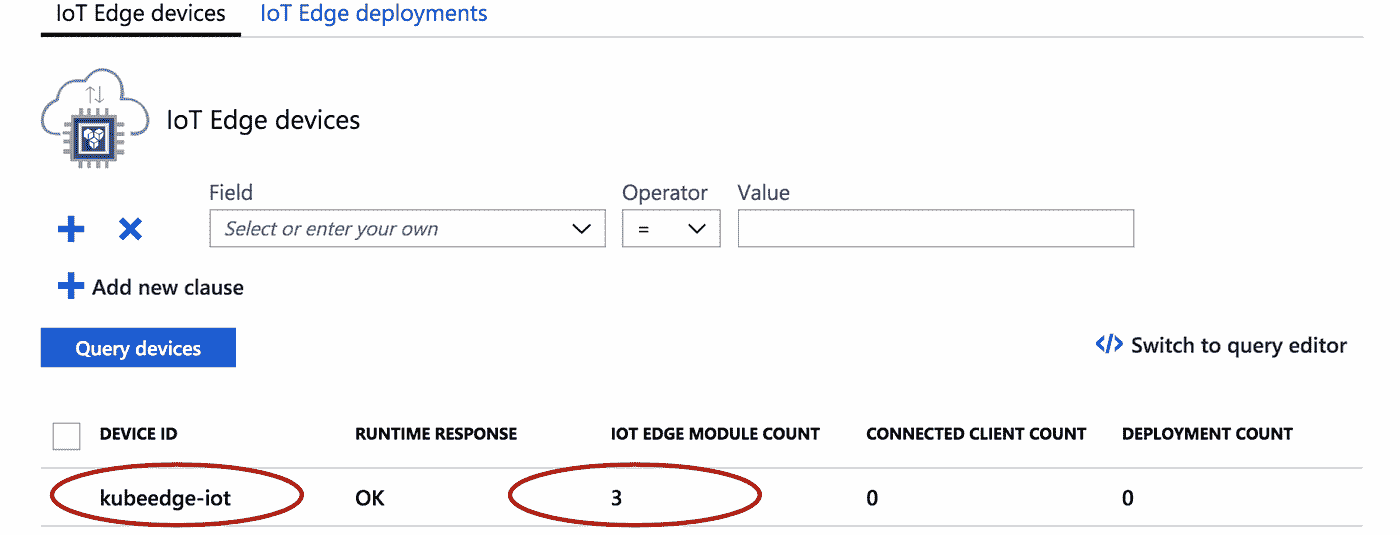 IoT Edge devices IoT Edge deployments
IoT Edge devices
Field Operator Value
Select or enter your own =
Add new clause
Query devices
</> Switch to query editor
DEVICE ID RUNTIME RESPONSE IOT EDGE MODULE COUNT CONNECTED CLIENT COUNT DEPLOYMENT COUNT
kubeedge-iot OK 3 0 0